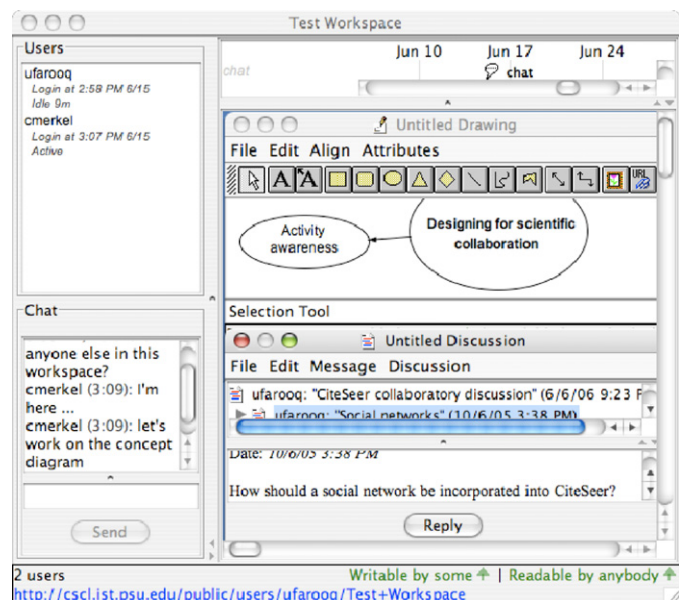 Test Workspace
Users
ufarooq
Login at 2:58 PM 6/15
Idle 9m
cmerkel
Login at 3:07 PM 6/15
Active
Jun 10 Jun 17 Jun 24
chat
chat
Untitled Drawing
File Edit Align Attributes
A A
URL
Activity
awareness
Designing for scientific
collaboration
Selection Tool
Chat
anyone else in this
workspace?
cmerkel (3:09): I'm
here ...
cmerkel (3:09): let's
work on the concept
diagram
Send
Untitled Discussion
File Edit Message Discussion
ufarooq: "CiteSeer collaboratory discussion" (6/6/06 9:23
ufarooq: "Social networks" (10/6/05 3:38 PM)
Date: 10/6/05 3:38 PM
How should a social network be incorporated into CiteSeer?
Reply
2 users
Writable by some | Readable by anybody
http://cscl.ist.psu.edu/public/users/ufarooq/Test+Workspace